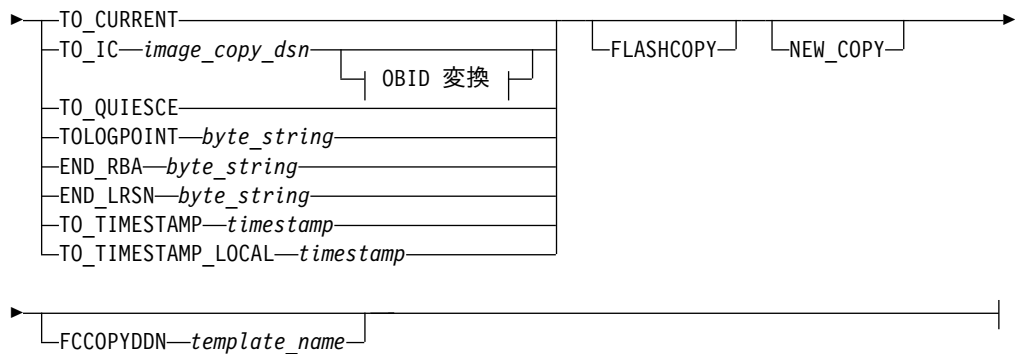 TO_CURRENT
TO_IC image_copy_dsn
OBID 変換
TO_QUIESCE
TOLOGPOINT byte_string
END_RBA byte_string
END_LRSN byte_string
TO_TIMESTAMP timestamp
TO_TIMESTAMP_LOCAL timestamp
FLASHCOPY
NEW_COPY
FCCOPYDDN template_name